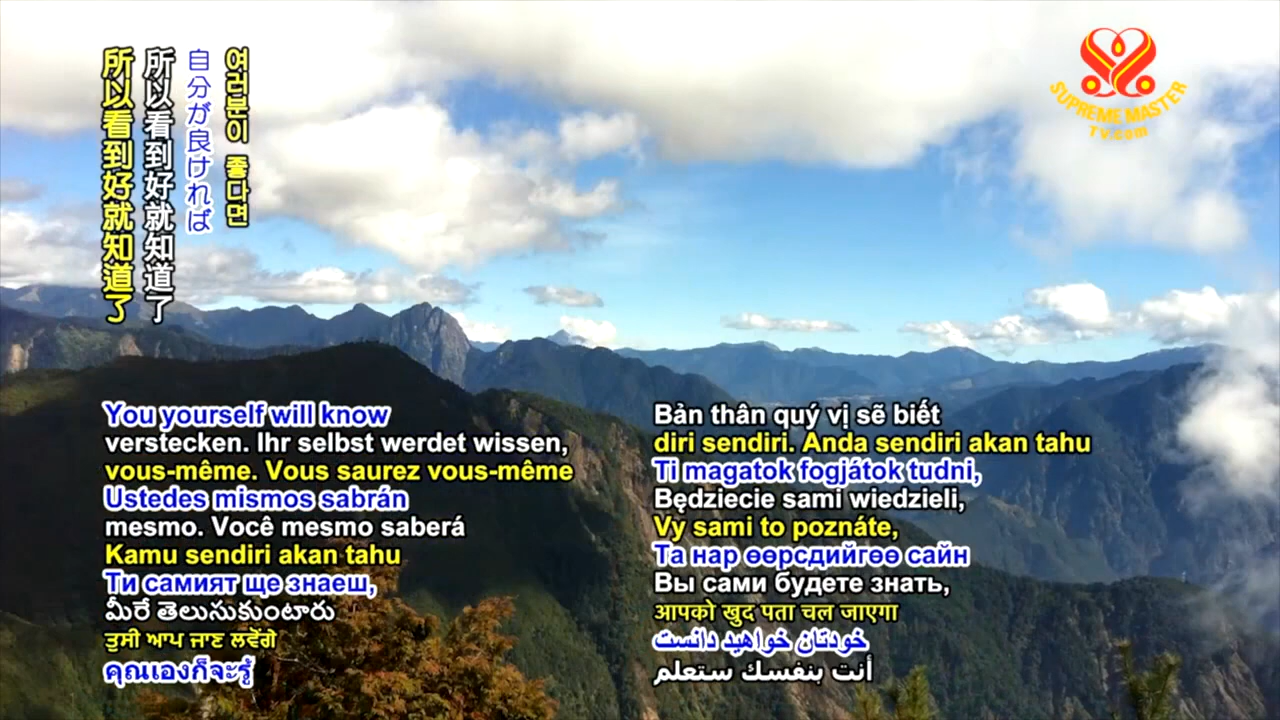 여러분이 좋다면
自分が良ければ
所以看到好就知道了
所以看到好就知道了
SUPREME MASTER
TV.com
You yourself will know
verstecken. Ihr selbst werdet wissen,
vous-même. Vous saurez vous-même
Ustedes mismos sabrán
mesmo. Você mesmo saberá
Kamu sendiri akan tahu
Ти самият ще знаеш,
మీరే తెలుసుకుంటారు
ਤੁਸੀ ਆਪ ਜਾਣ ਲਵੋਂਗੇ
คุณเองก็จะรู้
Bản thân quý vị sẽ biết
diri sendiri. Anda sendiri akan tahu
Ti magatok fogjátok tudni,
Będziecie sami wiedzieli,
Vy sami to poznáte,
Та нар өөрсдийгөө сайн
Вы сами будете знать,
आपको खुद पता चल जाएगा
خودتان خواهید دانست
أنت بنفسك ستعلم